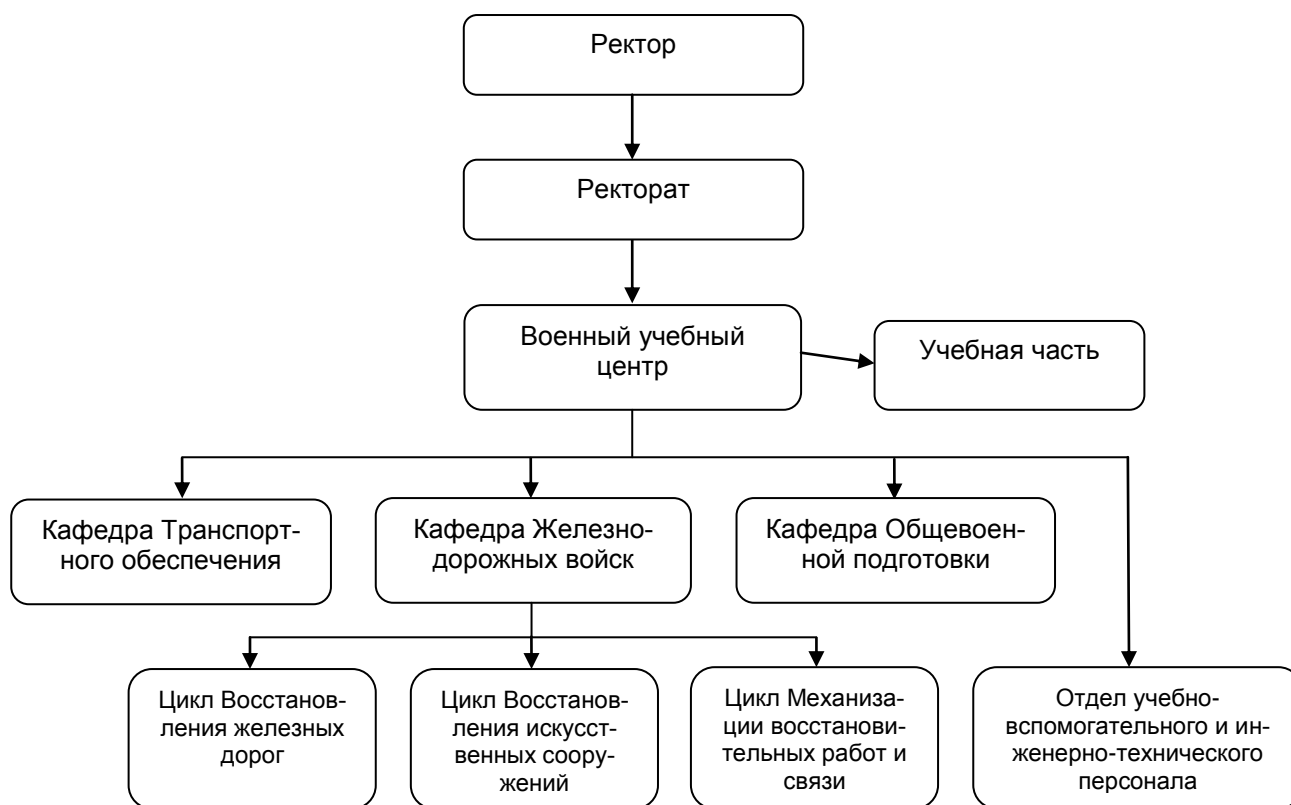 Ректор
Ректорат
Военный учебный
центр
Учебная часть
Кафедра Транспорт-
ного обеспечения
Кафедра Железно-
дорожных войск
Кафедра Общевоен-
ной подготовки
Цикл Восстанов-
ления железных
дорог
Цикл Восстанов-
ления искусст-
венных соору-
жений
Цикл Механиза-
ции восстанови-
тельных работ и
связи
Отдел учебно-
вспомогательного и ин-
женерно-технического
персонала